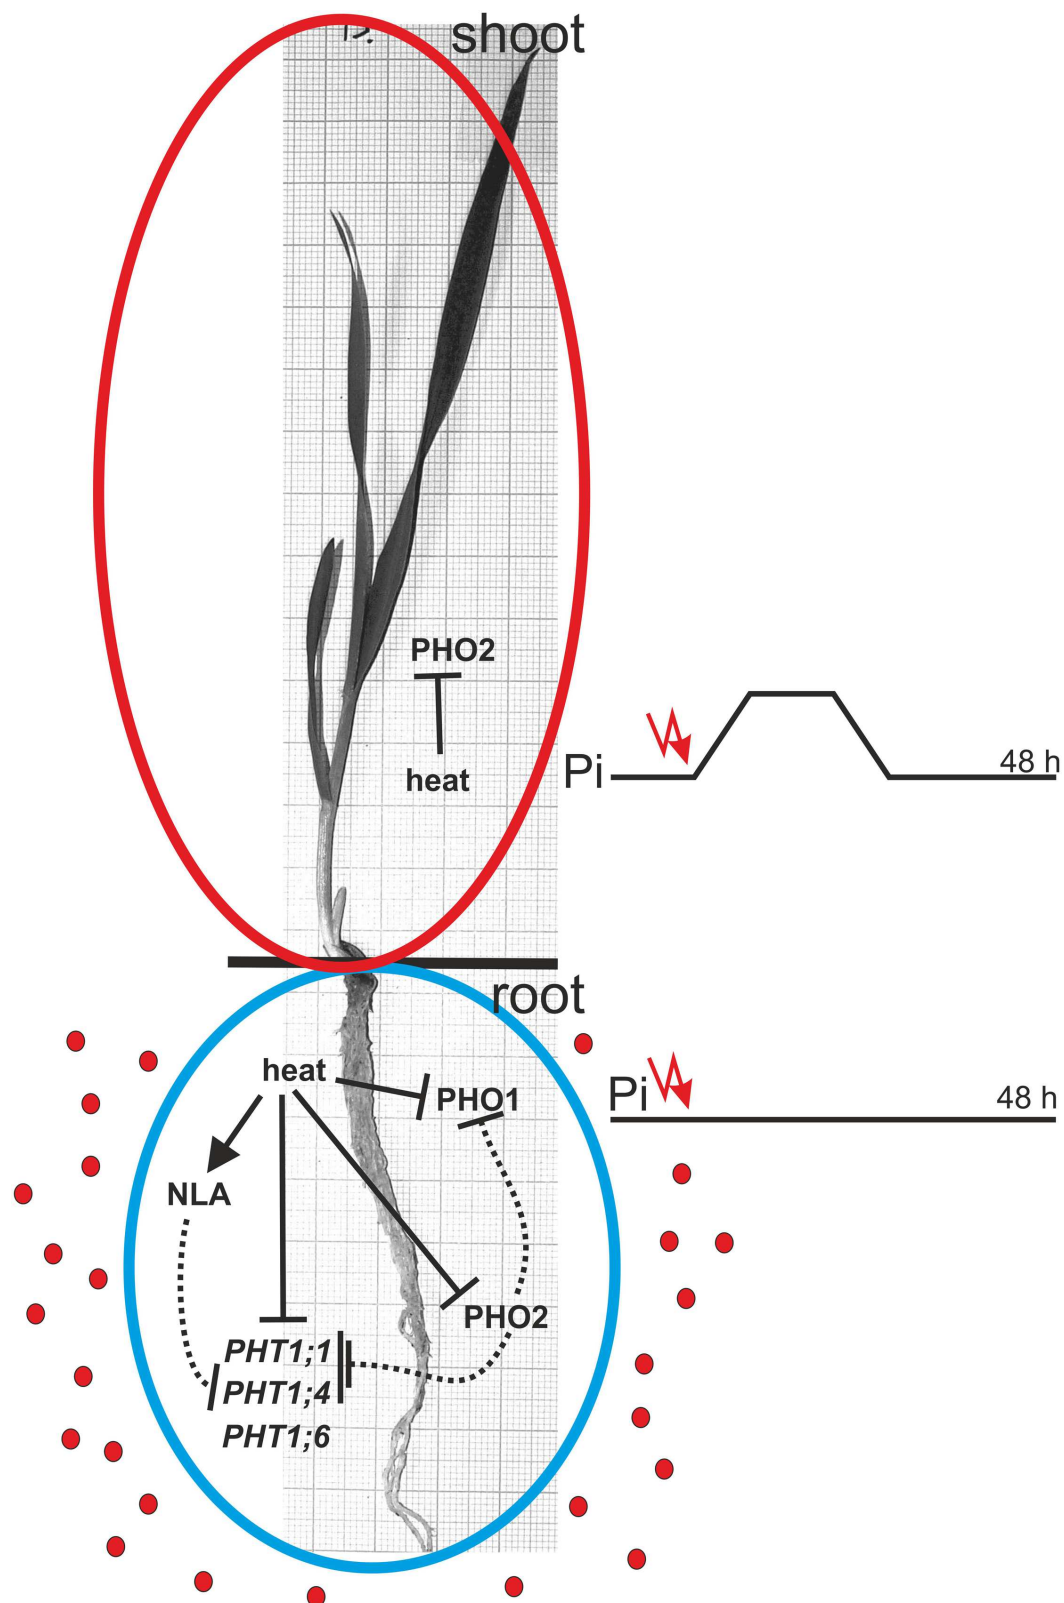 shoot
PHO2
heat
Pi
48 h
root
heat
PHO1
Pi
48 h
NLA
PHO2
PHT1;1
PHT1;4
PHT1;6